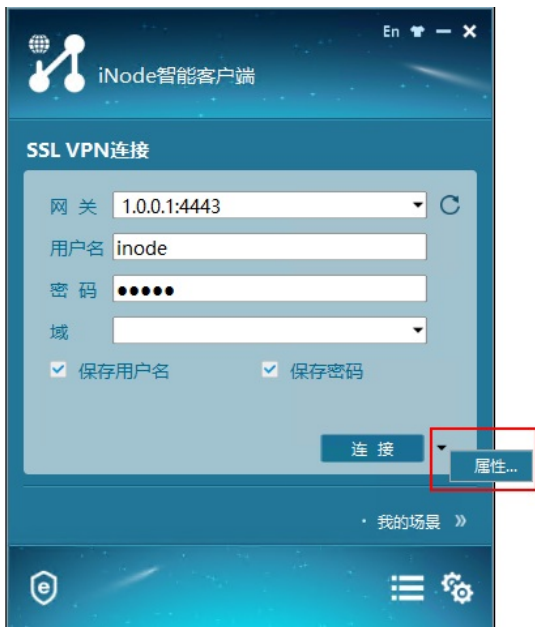 En
iNode智能客户端
SSL VPN连接
网 关 1.0.0.1:4443
用户名 inode
密 码 ●●●●●
域
保存用户名 保存密码
连 接
属性...
· 我的场景 »
e